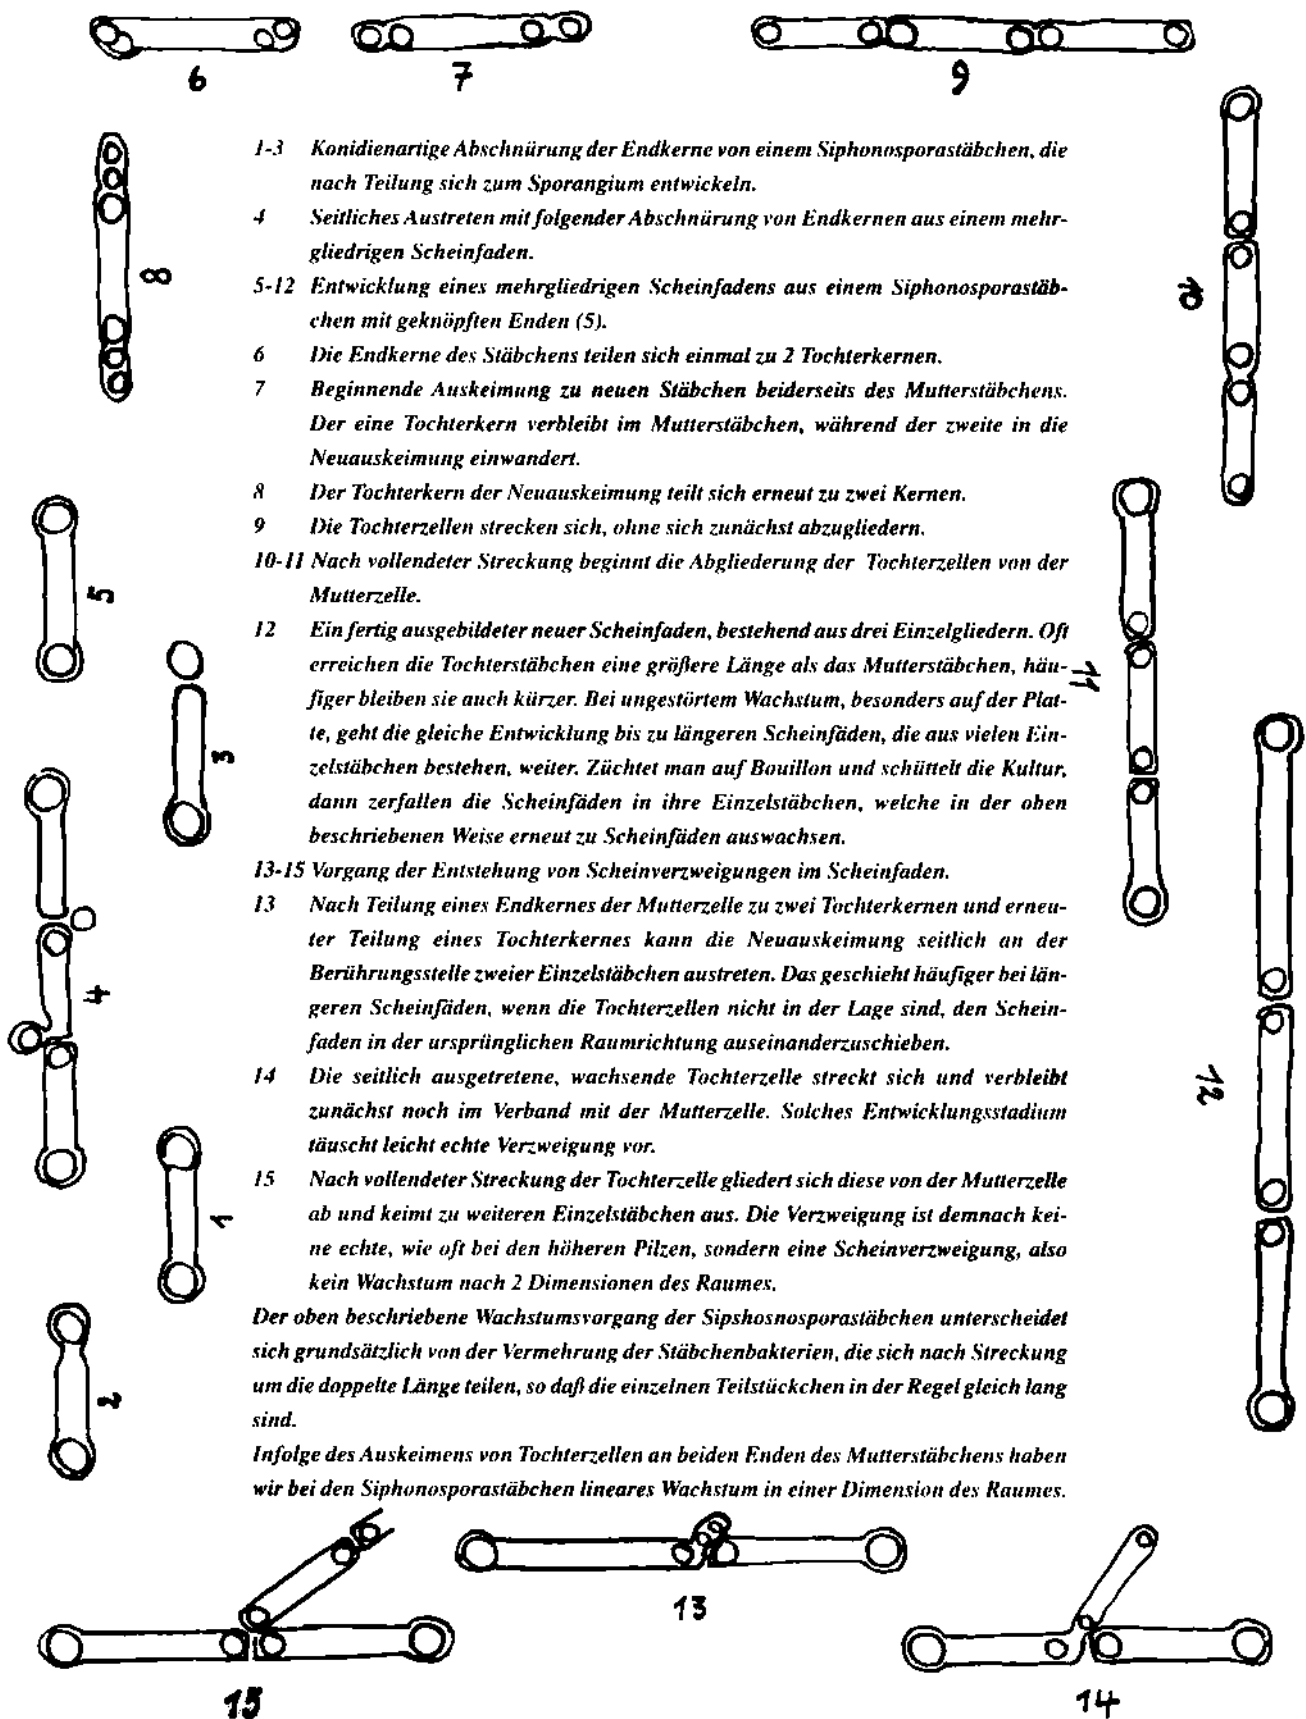 6
7
9
1-3 Konidienartige Abschnürung der Endkerne von einem Siphonosporastäbchen, die
nach Teilung sich zum Sporangium entwickeln.
4 Seitliches Austreten mit folgender Abschnürung von Endkernen aus einem mehr-
gliedrigen Scheinfaden.
5-12 Entwicklung eines mehrgliedrigen Scheinfadens aus einem Siphonosporastäb-
chen mit geknöpften Enden (5).
6 Die Endkerne des Stäbchens teilen sich einmal zu 2 Tochterkernen.
7 Beginnende Auskeimung zu neuen Stäbchen beiderseits des Mutterstäbchens.
Der eine Tochterkern verbleibt im Mutterstäbchen, während der zweite in die
Neuauskeimung einwandert.
8 Der Tochterkern der Neuauskeimung teilt sich erneut zu zwei Kernen.
9 Die Tochterzellen strecken sich, ohne sich zunächst abzugliedern.
10-11 Nach vollendeter Streckung beginnt die Abgliederung der Tochterzellen von der
Mutterzelle.
12 Ein fertig ausgebildeter neuer Scheinfaden, bestehend aus drei Einzelgliedern. Oft
erreichen die Tochterstäbchen eine größere Länge als das Mutterstäbchen, häu-
figer bleiben sie auch kürzer. Bei ungestörtem Wachstum, besonders auf der Plat-
te, geht die gleiche Entwicklung bis zu längeren Scheinfäden, die aus vielen Ein-
zelstäbchen bestehen, weiter. Züchtet man auf Bouillon und schüttelt die Kultur,
dann zerfallen die Scheinfäden in ihre Einzelstäbchen, welche in der oben
beschriebenen Weise erneut zu Scheinfäden auswachsen.
13-15 Vorgang der Entstehung von Scheinverzweigungen im Scheinfaden.
13 Nach Teilung eines Endkernes der Mutterzelle zu zwei Tochterkernen und erneu-
ter Teilung eines Tochterkernes kann die Neuauskeimung seitlich an der
Berührungsstelle zweier Einzelstäbchen austreten. Das geschieht häufiger bei län-
geren Scheinfäden, wenn die Tochterzellen nicht in der Lage sind, den Schein-
faden in der ursprünglichen Raumrichtung auseinanderzuschieben.
14 Die seitlich ausgetretene, wachsende Tochterzelle streckt sich und verbleibt
zunächst noch im Verband mit der Mutterzelle. Solches Entwicklungsstadium
täuscht leicht echte Verzweigung vor.
15 Nach vollendeter Streckung der Tochterzelle gliedert sich diese von der Mutterzelle
ab und keimt zu weiteren Einzelstäbchen aus. Die Verzweigung ist demnach kei-
ne echte, wie oft bei den höheren Pilzen, sondern eine Scheinverzweigung, also
kein Wachstum nach 2 Dimensionen des Raumes.
Der oben beschriebene Wachstumsvorgang der Sipshosnosporastäbchen unterscheidet
sich grundsätzlich von der Vermehrung der Stäbchenbakterien, die sich nach Streckung
um die doppelte Länge teilen, so daß die einzelnen Teilstückchen in der Regel gleich lang
sind.
Infolge des Auskeimens von Tochterzellen an beiden Enden des Mutterstäbchens haben
wir bei den Siphonosporastäbchen lineares Wachstum in einer Dimension des Raumes.
8
5
3
4
1
2
10
11
12
13
15
14